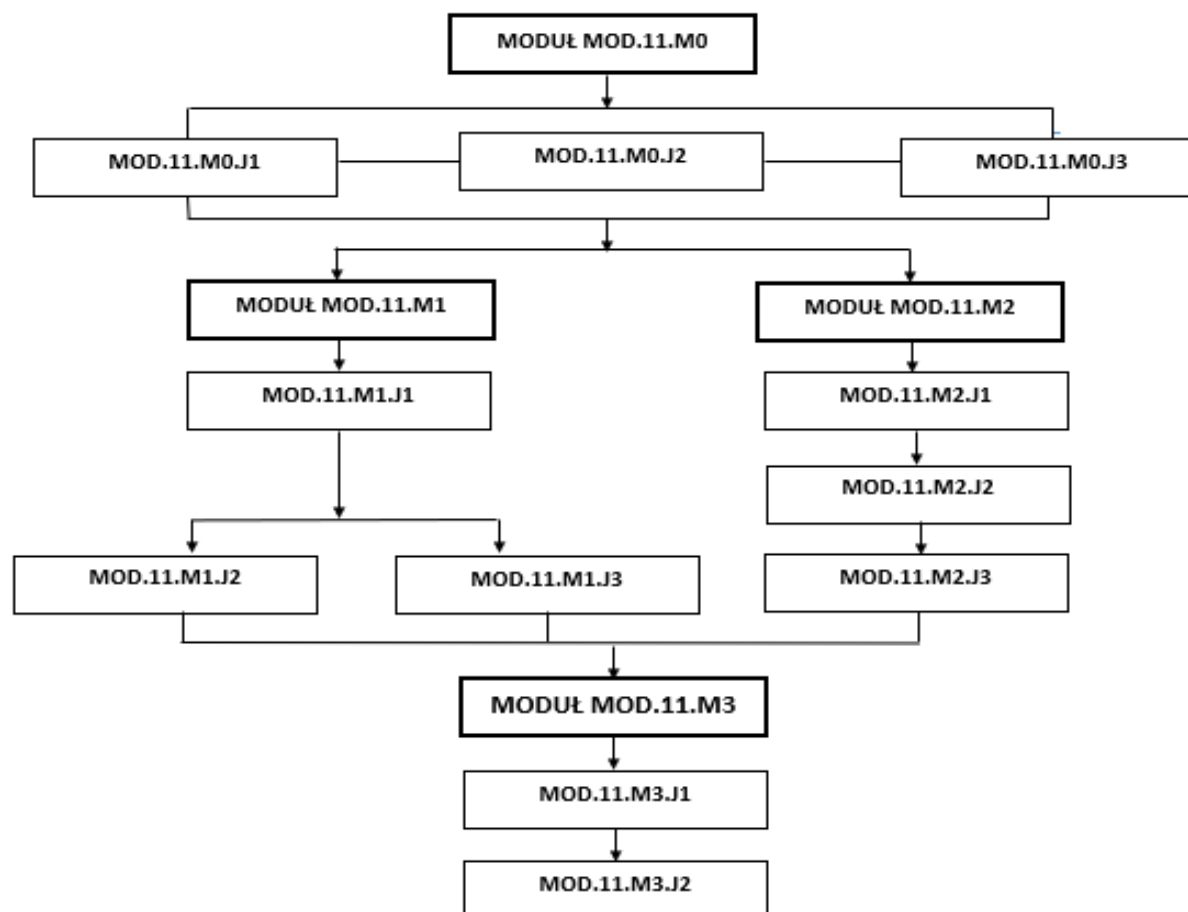 MODUŁ MOD.11.M0
MOD.11.M0.J1
MOD.11.M0.J2
MOD.11.M0.J3
MODUŁ MOD.11.M1
MODUŁ MOD.11.M2
MOD.11.M1.J1
MOD.11.M2.J1
MOD.11.M2.J2
MOD.11.M1.J2
MOD.11.M1.J3
MOD.11.M2.J3
MODUŁ MOD.11.M3
MOD.11.M3.J1
MOD.11.M3.J2